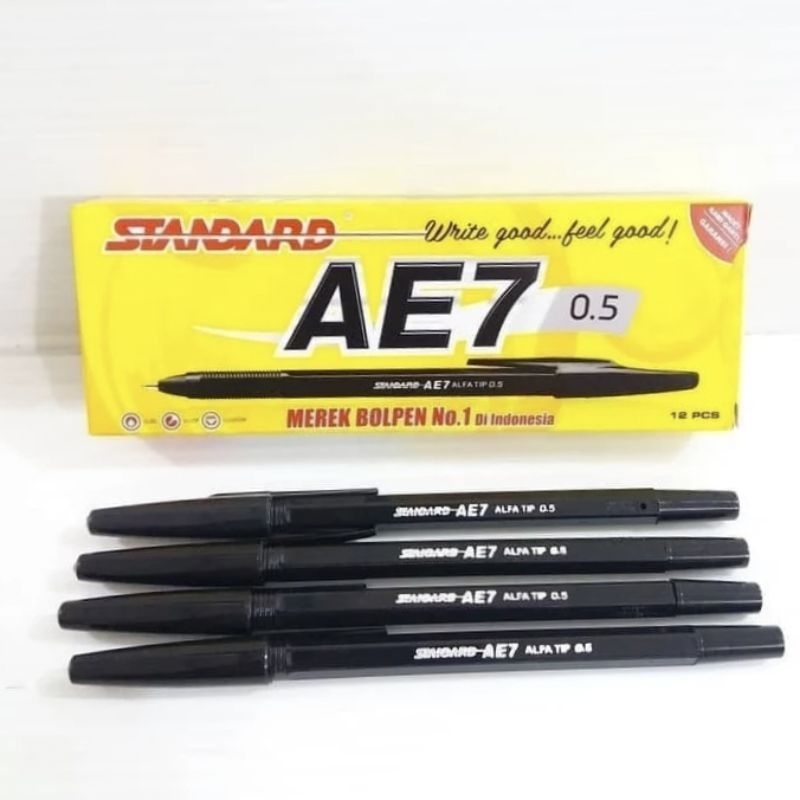 STANDARD
Write good...feel good!
AE7
0.5
STANDARD AE7 ALFA TIP 0.5
MEREK BOLPEN No.1 Di Indonesia
12 PCS
STANDARD AE7 ALFA TIP 0.5
STANDARD AE7 ALFA TIP 0.5
STANDARD AE7 ALFA TIP 0.5
STANDARD AE7 ALFA TIP 0.5